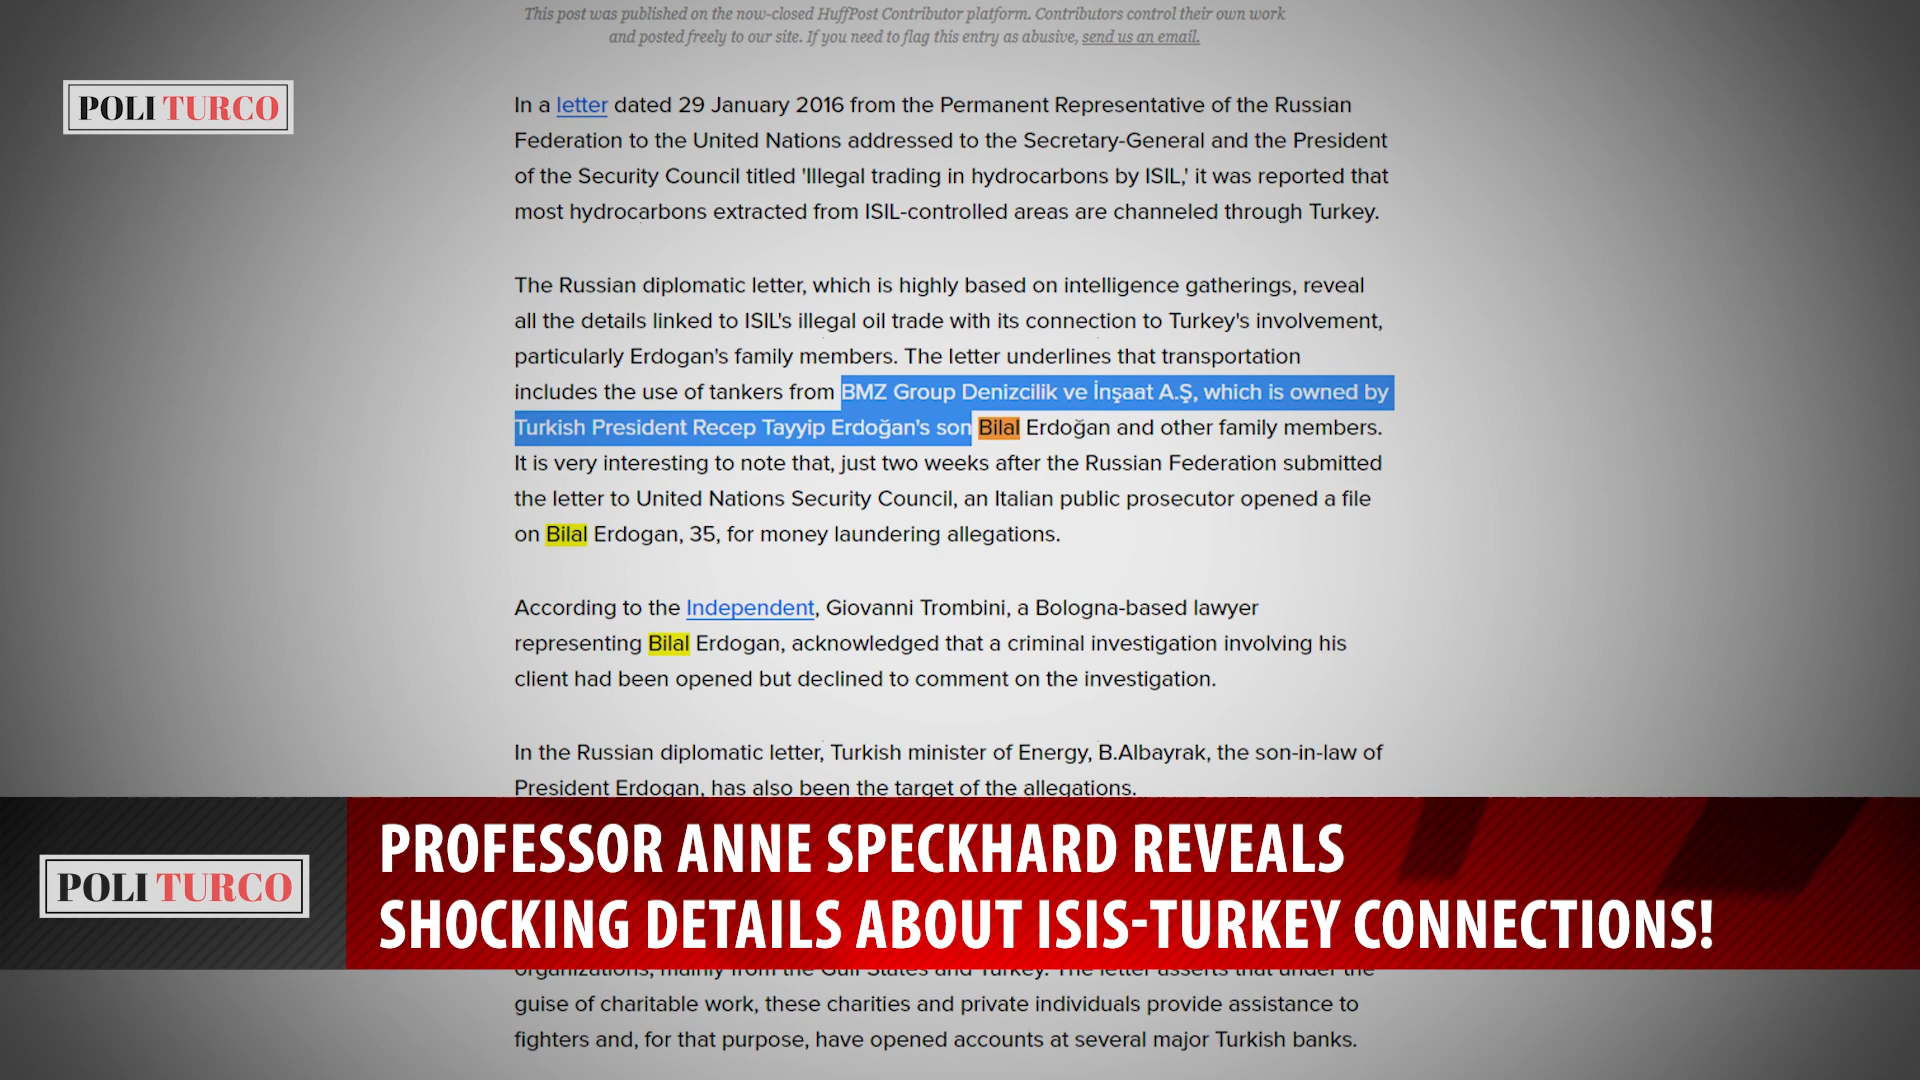 This post was published on the now-closed HuffPost Contributor platform. Contributors control their own work
and posted freely to our site. If you need to flag this entry as abusive, send us an email.
POLI TURCO
In a letter dated 29 January 2016 from the Permanent Representative of the Russian
Federation to the United Nations addressed to the Secretary-General and the President
of the Security Council titled 'Illegal trading in hydrocarbons by ISIL,' it was reported that
most hydrocarbons extracted from ISIL-controlled areas are channeled through Turkey.
The Russian diplomatic letter, which is highly based on intelligence gatherings, reveal
all the details linked to ISIL's illegal oil trade with its connection to Turkey's involvement,
particularly Erdogan's family members. The letter underlines that transportation
includes the use of tankers from BMZ Group Denizcilik ve İnşaat A.Ş, which is owned by
Turkish President Recep Tayyip Erdoğan's son Bilal Erdoğan and other family members.
It is very interesting to note that, just two weeks after the Russian Federation submitted
the letter to United Nations Security Council, an Italian public prosecutor opened a file
on Bilal Erdogan, 35, for money laundering allegations.
According to the Independent, Giovanni Trombini, a Bologna-based lawyer
representing Bilal Erdogan, acknowledged that a criminal investigation involving his
client had been opened but declined to comment on the investigation.
In the Russian diplomatic letter, Turkish minister of Energy, B.Albayrak, the son-in-law of
President Erdogan, has also been the target of the allegations.
POLI TURCO
PROFESSOR ANNE SPECKHARD REVEALS
SHOCKING DETAILS ABOUT ISIS-TURKEY CONNECTIONS!
organizations, mainly from the Gulf States and Turkey. The letter asserts that under the
guise of charitable work, these charities and private individuals provide assistance to
fighters and, for that purpose, have opened accounts at several major Turkish banks.